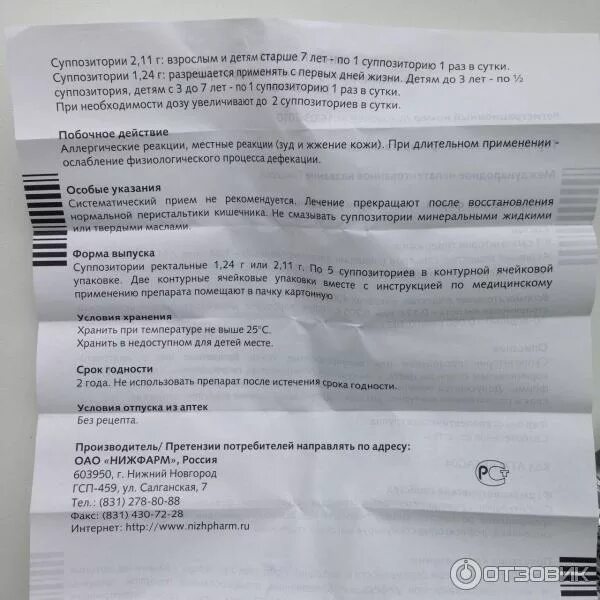 Суппозитории 2,11 г: взрослым и детям старше 7 лет - по 1 суппозиторию 1 раз в сутки.
Суппозитории 1,24 г: разрешается применять с первых дней жизни. Детям до 3 лет - по ½
суппозитория, детям с 3 до 7 лет - по 1 суппозиторию 1 раз в сутки.
При необходимости дозу увеличивают до 2 суппозиториев в сутки.
Побочное действие
Аллергические реакции, местные реакции (зуд и жжение кожи). При длительном применении -
ослабление физиологического процесса дефекации.
Особые указания
Систематический прием не рекомендуется. Лечение прекращают после восстановления
нормальной перистальтики кишечника. Не смазывать суппозитории минеральными жидкими
или твердыми маслами.
Форма выпуска
Суппозитории ректальные 1,24 г или 2,11 г. По 5 суппозиториев в контурной ячейковой
упаковке. Две контурные ячейковые упаковки вместе с инструкцией по медицинскому
применению препарата помещают в пачку картонную
Условия хранения
Хранить при температуре не выше 25°С.
Хранить в недоступном для детей месте.
Срок годности
2 года. Не использовать препарат после истечения срока годности.
Условия отпуска из аптек
Без рецепта.
Производитель/ Претензии потребителей направлять по адресу:
ОАО «НИЖФАРМ», Россия
603950, г. Нижний Новгород
ГСП-459, ул. Салганская, 7
Тел.: (831) 278-80-88
Факс: (831) 430-72-28
Интернет: http://www.nizhpharm.ru
ОТЗОВИК